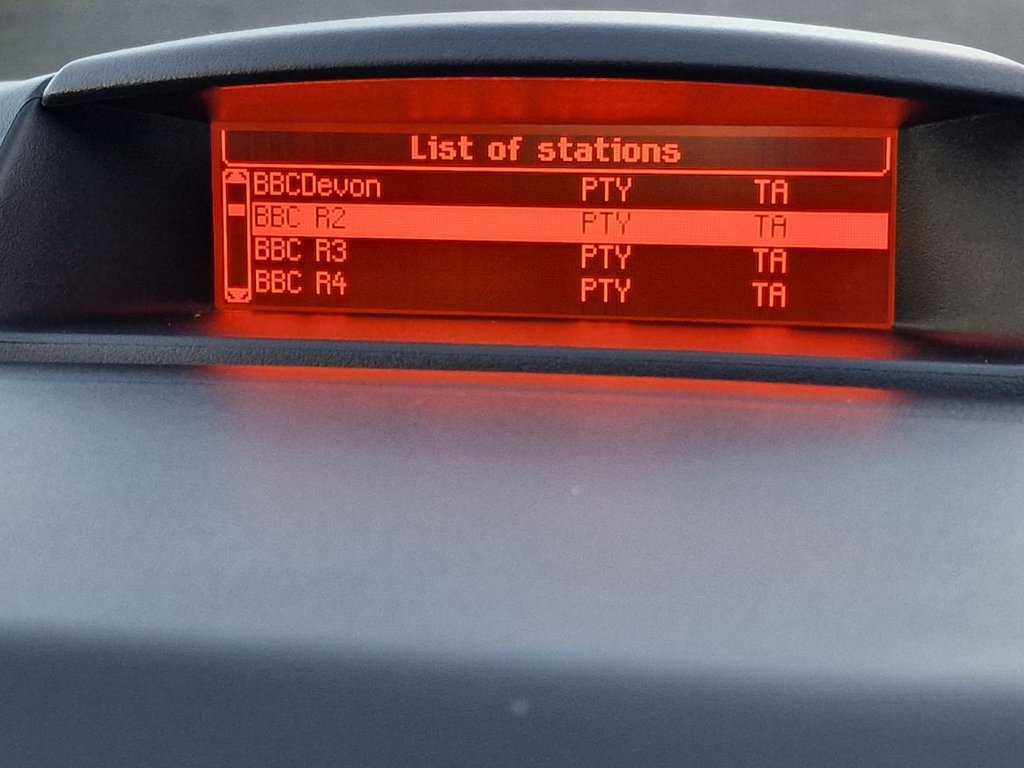 List of stations
BBCDevon PTY TA
BBC R2 PTY TA
BBC R3 PTY TA
BBC R4 PTY TA